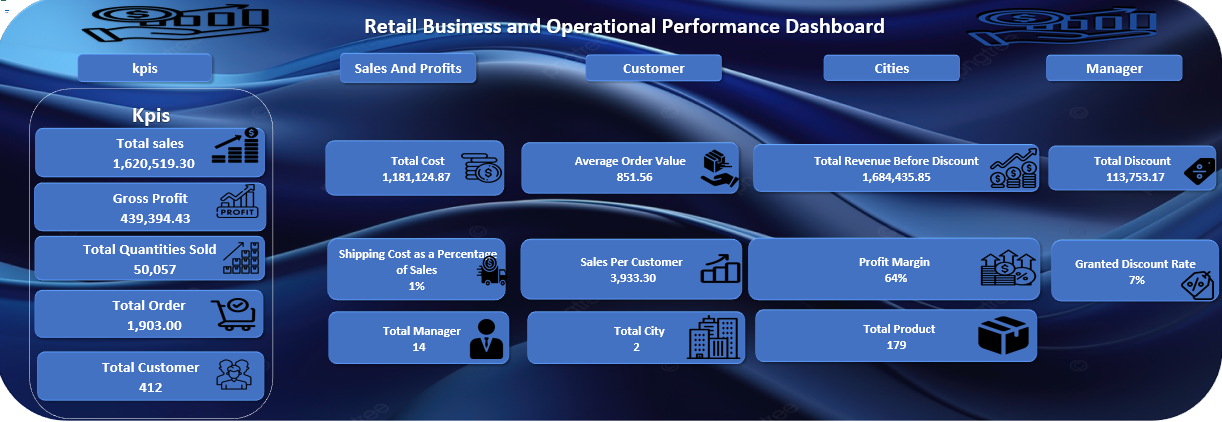 Retail Business and Operational Performance Dashboard
kpis
Sales And Profits
Customer
Cities
Manager
Kpis
Total sales
1,620,519.30
Gross Profit
439,394.43
PROFIT
Total Quantities Sold
50,057
Total Order
1,903.00
Total Customer
412
Total Cost
1,181,124.87
Average Order Value
851.56
Total Revenue Before Discount
1,684,435.85
Total Discount
113,753.17
Shipping Cost as a Percentage
of Sales
1%
Sales Per Customer
3,933.30
Profit Margin
64%
Granted Discount Rate
7%
Total Manager
14
Total City
2
Total Product
179